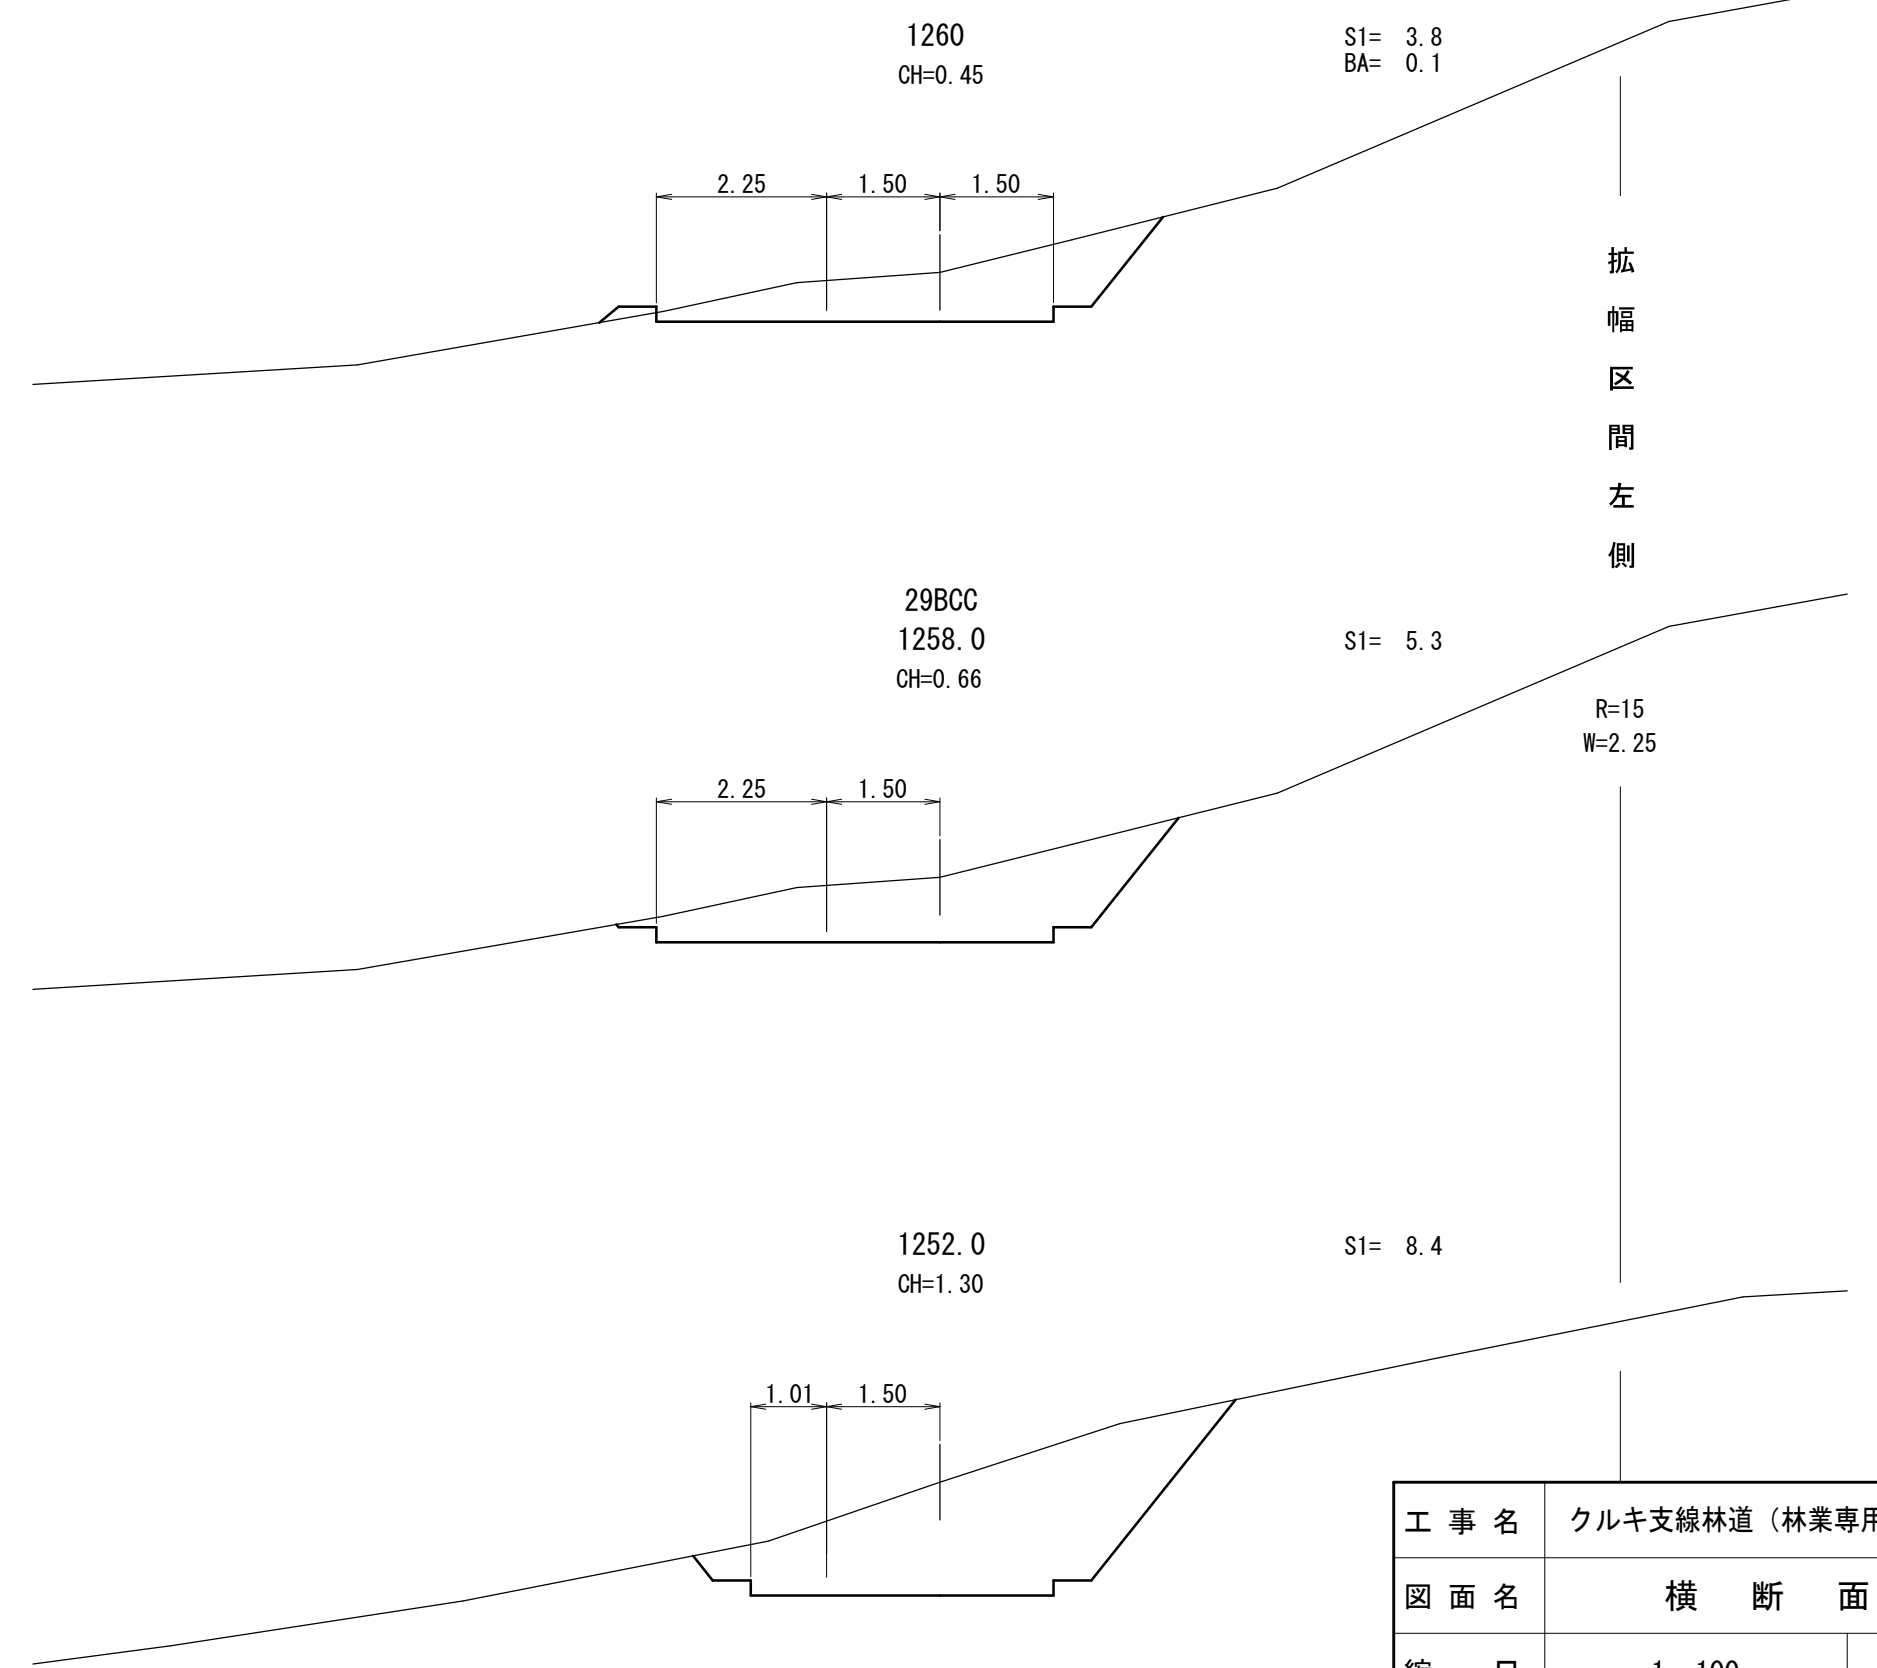 1260
CH=0.45
S1= 3.8
BA= 0.1
2.25 1.50 1.50
拡幅区間左側
29BCC
1258.0
CH=0.66
S1= 5.3
R=15
W=2.25
2.25 1.50
1252.0
CH=1.30
S1= 8.4
1.01 1.50
工事名 クルキ支線林道（林業専用
図面名 横断面